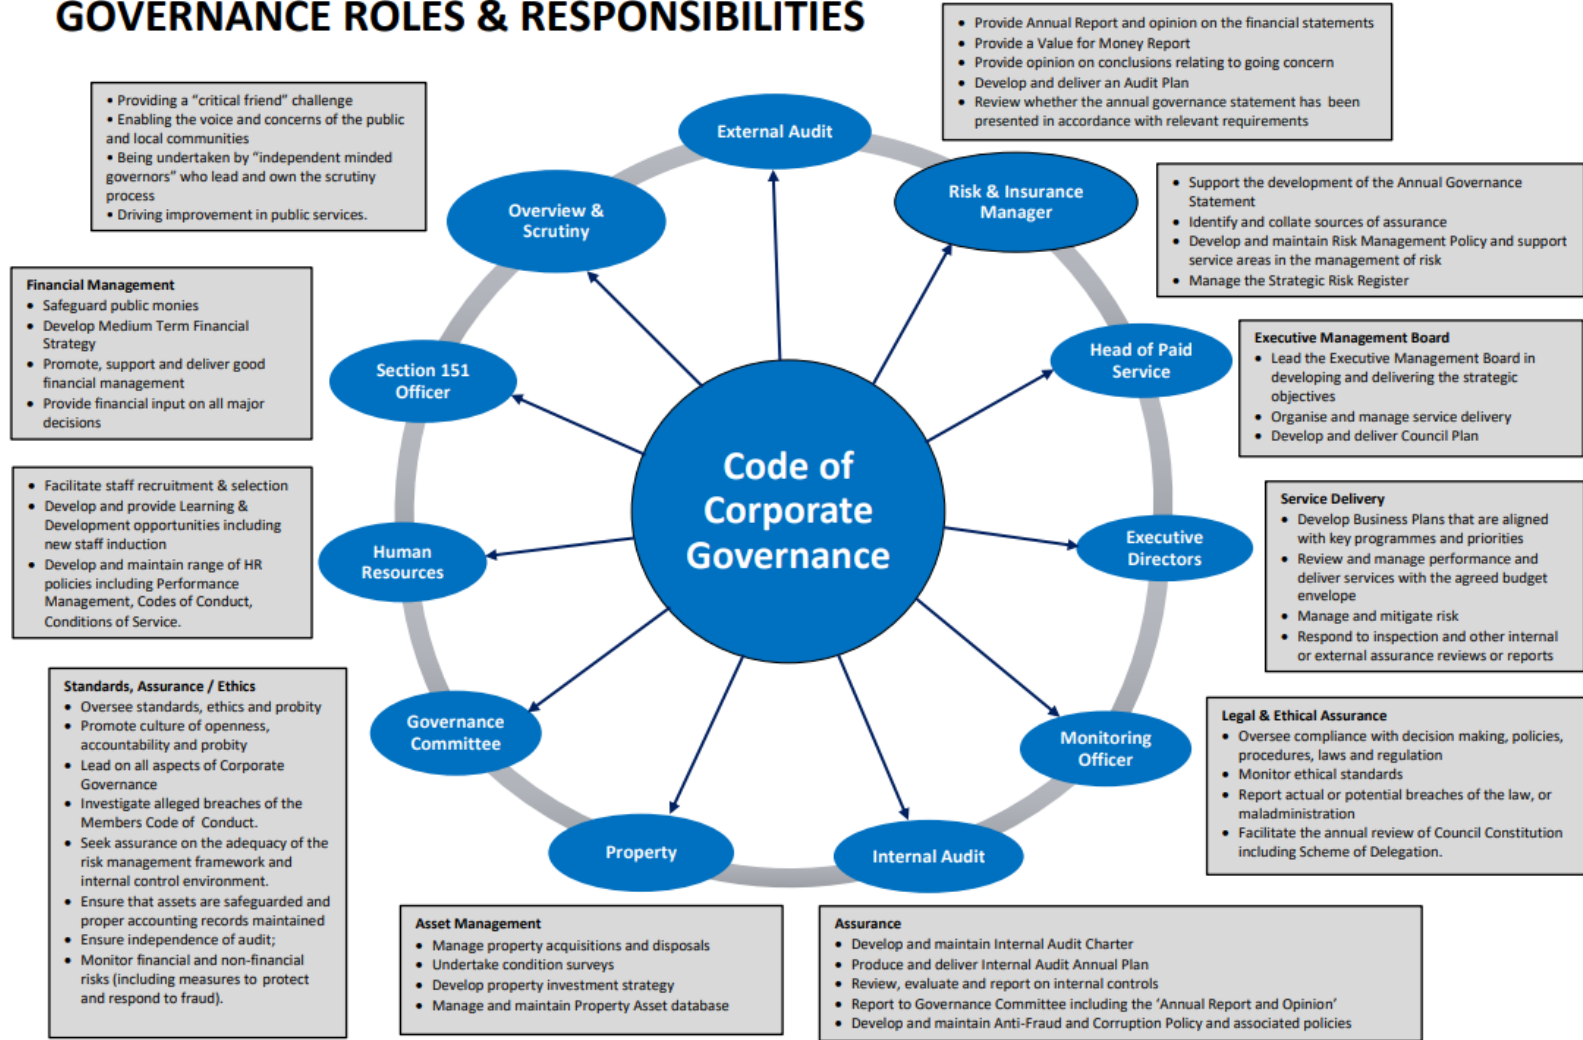 GOVERNANCE ROLES & RESPONSIBILITIES
• Provide Annual Report and opinion on the financial statements
• Provide a Value for Money Report
• Provide opinion on conclusions relating to going concern
• Develop and deliver an Audit Plan
• Review whether the annual governance statement has been
presented in accordance with relevant requirements
• Providing a “critical friend” challenge
• Enabling the voice and concerns of the public
and local communities
• Being undertaken by “independent minded
governors” who lead and own the scrutiny
process
• Driving improvement in public services.
External Audit
Risk & Insurance
Manager
• Support the development of the Annual Governance
Statement
• Identify and collate sources of assurance
• Develop and maintain Risk Management Policy and support
service areas in the management of risk
• Manage the Strategic Risk Register
Overview &
Scrutiny
Financial Management
• Safeguard public monies
• Develop Medium Term Financial
Strategy
• Promote, support and deliver good
financial management
• Provide financial input on all major
decisions
Section 151
Officer
Head of Paid
Service
Executive Management Board
• Lead the Executive Management Board in
developing and delivering the strategic
objectives
• Organise and manage service delivery
• Develop and deliver Council Plan
Code of
Corporate
Governance
• Facilitate staff recruitment & selection
• Develop and provide Learning &
Development opportunities including
new staff induction
• Develop and maintain range of HR
policies including Performance
Management, Codes of Conduct,
Conditions of Service.
Human
Resources
Executive
Directors
Service Delivery
• Develop Business Plans that are aligned
with key programmes and priorities
• Review and manage performance and
deliver services with the agreed budget
envelope
• Manage and mitigate risk
• Respond to inspection and other internal
or external assurance reviews or reports
Standards, Assurance / Ethics
• Oversee standards, ethics and probity
• Promote culture of openness,
accountability and probity
• Lead on all aspects of Corporate
Governance
• Investigate alleged breaches of the
Members Code of Conduct.
• Seek assurance on the adequacy of the
risk management framework and
internal control environment.
• Ensure that assets are safeguarded and
proper accounting records maintained
• Ensure independence of audit;
• Monitor financial and non-financial
risks (including measures to protect
and respond to fraud).
Governance
Committee
Monitoring
Officer
Legal & Ethical Assurance
• Oversee compliance with decision making, policies,
procedures, laws and regulation
• Monitor ethical standards
• Report actual or potential breaches of the law, or
maladministration
• Facilitate the annual review of Council Constitution
including Scheme of Delegation.
Property
Internal Audit
Asset Management
• Manage property acquisitions and disposals
• Undertake condition surveys
• Develop property investment strategy
• Manage and maintain Property Asset database
Assurance
• Develop and maintain Internal Audit Charter
• Produce and deliver Internal Audit Annual Plan
• Review, evaluate and report on internal controls
• Report to Governance Committee including the ‘Annual Report and Opinion’
• Develop and maintain Anti-Fraud and Corruption Policy and associated policies